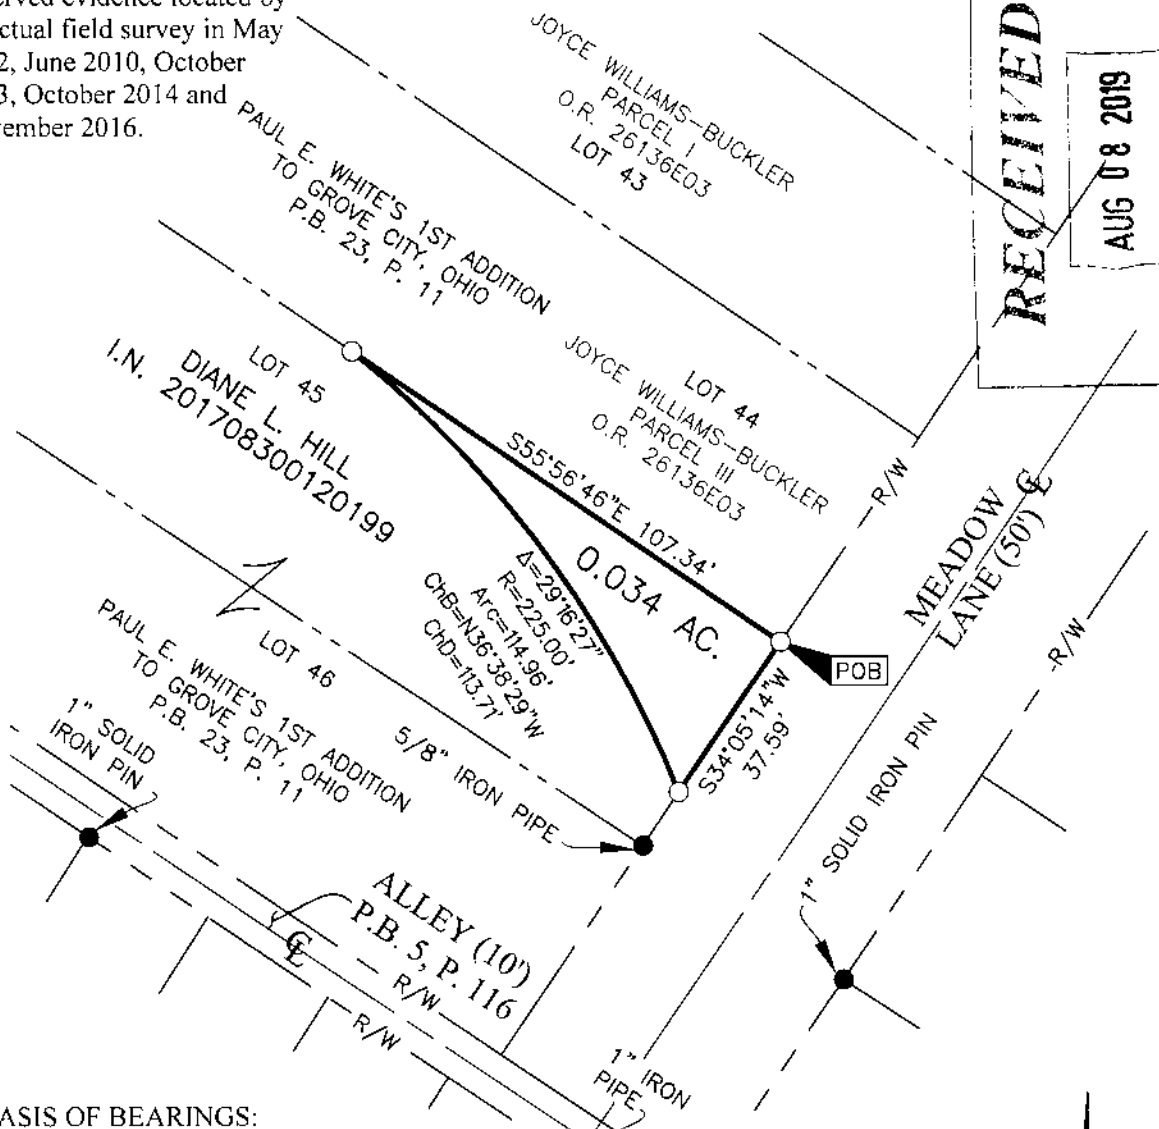 ctual field survey in May
2, June 2010, October
3, October 2014 and
ember 2016.
JOYCE WILLIAMS-BUCKLER
PARCEL I
O.R. 26136E03
LOT 43
RECEIVED
AUG 08 2019
PAUL E. WHITE'S 1ST ADDITION
TO GROVE CITY, OHIO
P.B. 23, P. 11
LOT 45
DIANE L. HILL
I.N. 201708300120199
LOT 44
JOYCE WILLIAMS-BUCKLER
PARCEL III
O.R. 26136E03
S55°56'46"E 107.34'
0.034 AC.
Δ=29°16'27"
R=225.00'
Arc=114.96'
ChB=N36°38'29"W
ChD=113.71'
R/W
MEADOW
LANE (50') ℄
R/W
POB
S34°05'14"W
37.59'
LOT 46
PAUL E. WHITE'S 1ST ADDITION
TO GROVE CITY, OHIO
P.B. 23, P. 11
1" SOLID
IRON PIN
5/8" IRON PIPE
1" SOLID IRON PIN
ALLEY (10')
P.B. 5, P. 116
℄
R/W
R/W
1" IRON
PIPE
ASIS OF BEARINGS: